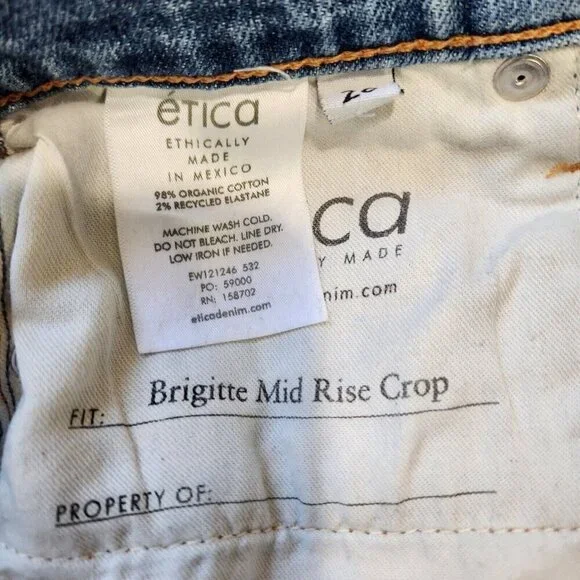 ética
ETHICALLY
MADE
IN MEXICO
98% ORGANIC COTTON
2% RECYCLED ELASTANE
MACHINE WASH COLD.
DO NOT BLEACH. LINE DRY.
LOW IRON IF NEEDED.
EW121246 532
PO: 59000
RN: 158702
eticadenim.com
ca
Y MADE
nim.com
FIT: Brigitte Mid Rise Crop
PROPERTY OF: